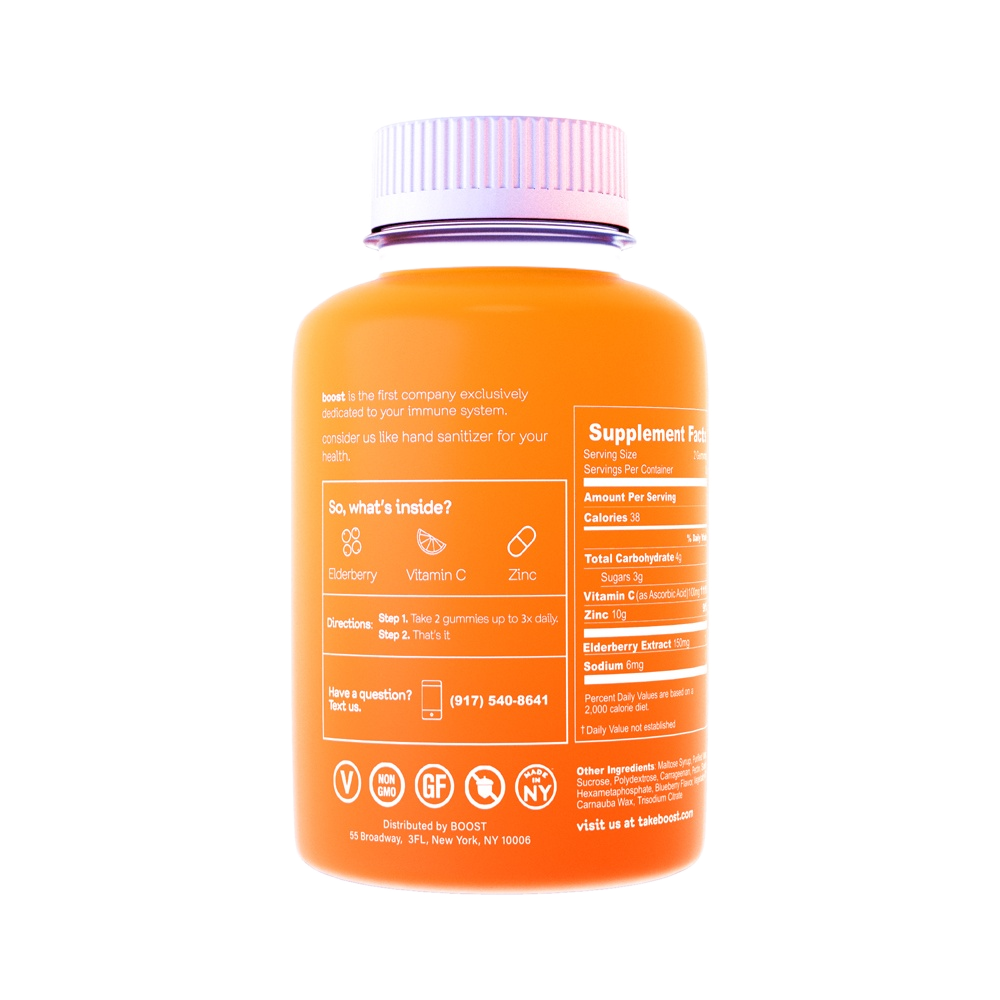 boost is the first company exclusively
dedicated to your immune system.
consider us like hand sanitizer for your
health.
So, what's inside?
Elderberry
Vitamin C
Zinc
Directions:
Step 1. Take 2 gummies up to 3x daily.
Step 2. That's it
Have a question?
Text us.
(917) 540-8641
V
NON
GMO
GF
MADE
IN
NY
Distributed by BOOST
55 Broadway, 3FL, New York, NY 10006
Supplement Facts
Serving Size
Servings Per Container
Amount Per Serving
Calories 38
% Daily
Total Carbohydrate 4g
Sugars 3g
Vitamin C (as Ascorbic Acid) 100mg
Zinc 10g
Elderberry Extract 150mg
Sodium 6mg
Percent Daily Values are based on a
2,000 calorie diet.
† Daily Value not established
Other Ingredients: Maltose Syrup,
Sucrose, Polydextrose, Carrageenan,
Hexametaphosphate, Blueberry Flavor,
Carnauba Wax, Trisodium Citrate
visit us at takeboost.com